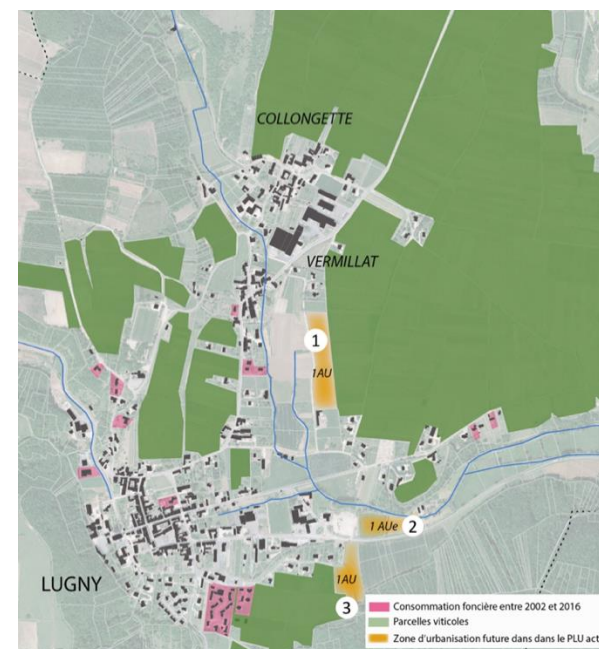 COLLONGETTE
VERMILLAT
1
1AU
1 AUe 2
1AU
LUGNY
3
Consommation foncière entre 2002 et 2016
Parcelles viticoles
Zone d'urbanisation future dans dans le PLU act